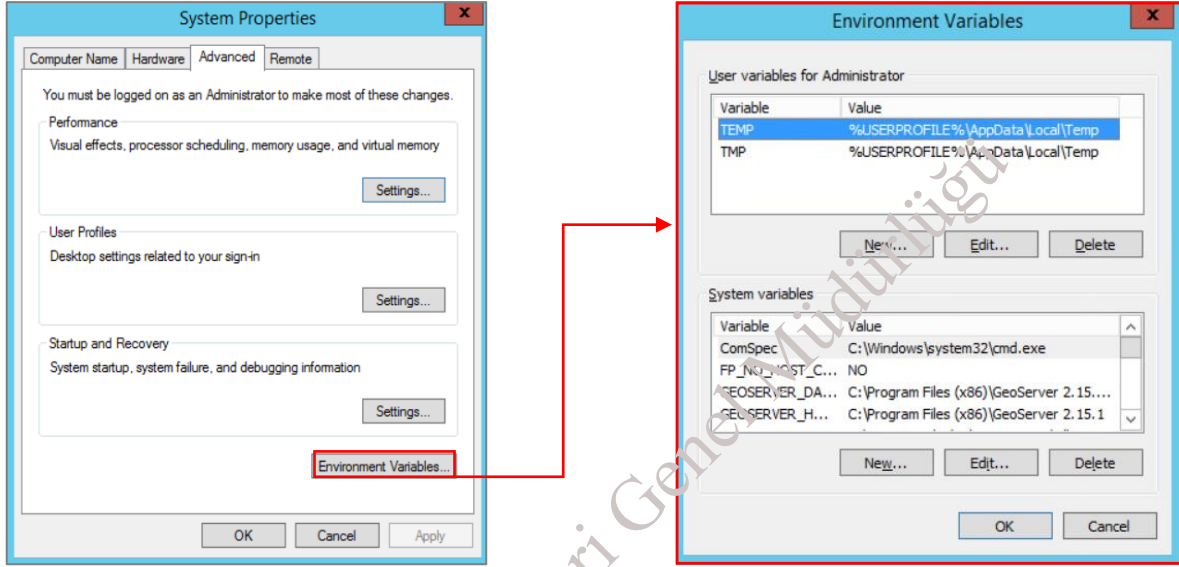 System Properties
x
Computer Name Hardware Advanced Remote
You must be logged on as an Administrator to make most of these changes.
Performance
Visual effects, processor scheduling, memory usage, and virtual memory
Settings...
User Profiles
Desktop settings related to your sign-in
Settings...
Startup and Recovery
System startup, system failure, and debugging information
Settings...
Environment Variables...
OK Cancel Apply
Environment Variables
x
User variables for Administrator
Variable Value
TEMP %USERPROFILE%\AppData\Local\Temp
TMP %USERPROFILE%\AppData\Local\Temp
New... Edit... Delete
System variables
Variable Value
ComSpec C:\Windows\system32\cmd.exe
FP_NO_HOST_C... NO
GEOSERVER_DA... C:\Program Files (x86)\GeoServer 2.15....
GEOSERVER_H... C:\Program Files (x86)\GeoServer 2.15.1
New... Edit... Delete
OK Cancel
Genel Müdürlüğü